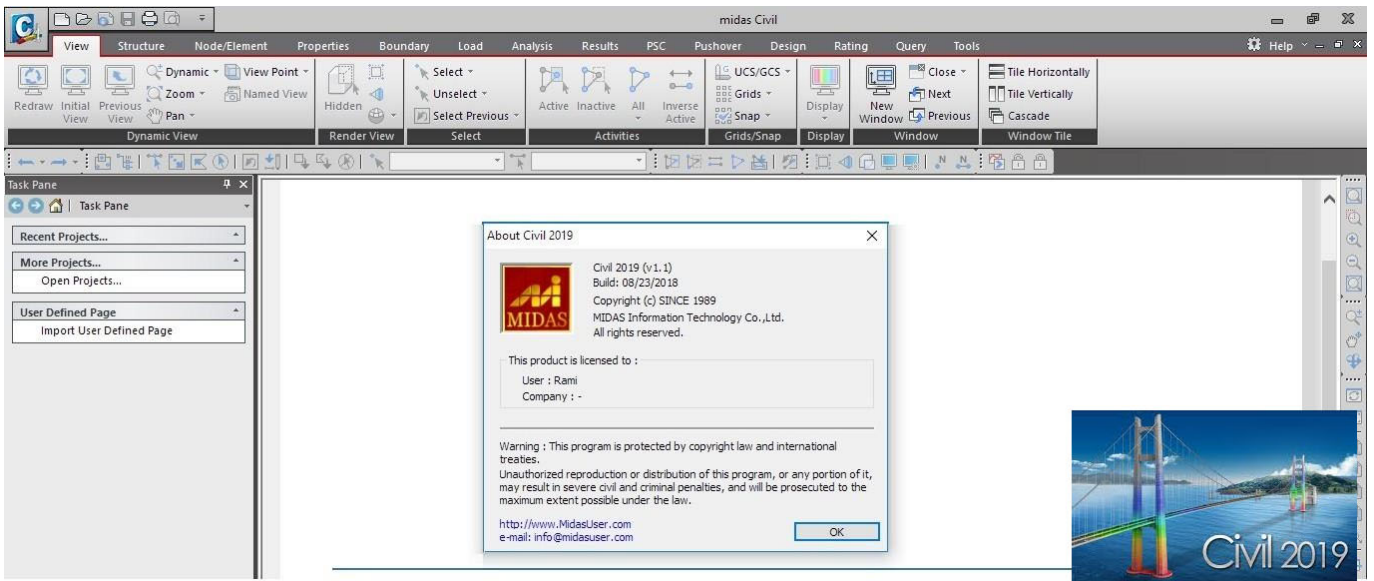 midas Civil
View Structure Node/Element Properties Boundary Load Analysis Results PSC Pushover Design Rating Query Tools Help
Dynamic View Point Select UCS/GCS Close Tile Horizontally
Zoom Named View Unselect Grids Next Tile Vertically
Redraw Initial View Previous View Pan Hidden Select Previous Active Inactive All Inverse Active Snap Display New Window Previous Cascade
Dynamic View Render View Select Activities Grids/Snap Display Window Window Tile
Task Pane
Task Pane
Recent Projects...
More Projects...
Open Projects...
User Defined Page
Import User Defined Page
About Civil 2019
MIDAS
Civil 2019 (v1.1)
Build: 08/23/2018
Copyright (c) SINCE 1989
MIDAS Information Technology Co.,Ltd.
All rights reserved.
This product is licensed to :
User : Rami
Company : -
Warning : This program is protected by copyright law and international
treaties.
Unauthorized reproduction or distribution of this program, or any portion of it,
may result in severe civil and criminal penalties, and will be prosecuted to the
maximum extent possible under the law.
http://www.MidasUser.com
e-mail: info@midasuser.com
OK
Civil 2019